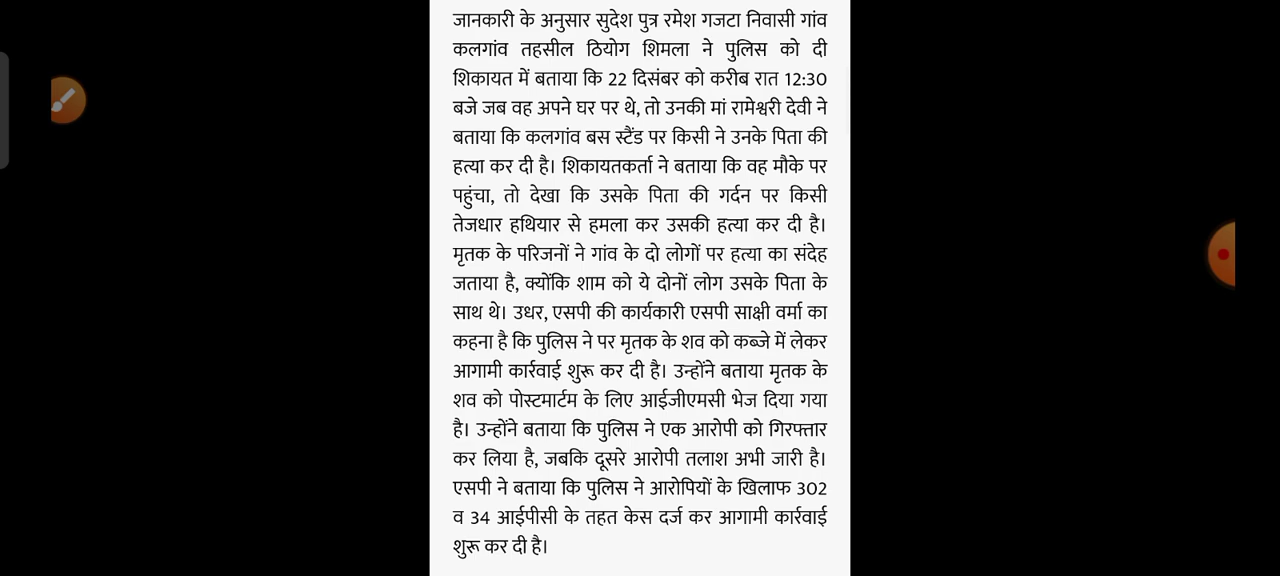 जानकारी के अनुसार सुदेश पुत्र रमेश गजटा निवासी गांव
कलगांव तहसील ठियोग शिमला ने पुलिस को दी
शिकायत में बताया कि 22 दिसंबर को करीब रात 12:30
बजे जब वह अपने घर पर थे, तो उनकी मां रामेश्वरी देवी ने
बताया कि कलगांव बस स्टैंड पर किसी ने उनके पिता की
हत्या कर दी है। शिकायतकर्ता ने बताया कि वह मौके पर
पहुंचा, तो देखा कि उसके पिता की गर्दन पर किसी
तेजधार हथियार से हमला कर उसकी हत्या कर दी है।
मृतक के परिजनों ने गांव के दो लोगों पर हत्या का संदेह
जताया है, क्योंकि शाम को ये दोनों लोग उसके पिता के
साथ थे। उधर, एसपी की कार्यकारी एसपी साक्षी वर्मा का
कहना है कि पुलिस ने पर मृतक के शव को कब्जे में लेकर
आगामी कार्रवाई शुरू कर दी है। उन्होंने बताया मृतक के
शव को पोस्टमार्टम के लिए आईजीएमसी भेज दिया गया
है। उन्होंने बताया कि पुलिस ने एक आरोपी को गिरफ्तार
कर लिया है, जबकि दूसरे आरोपी तलाश अभी जारी है।
एसपी ने बताया कि पुलिस ने आरोपियों के खिलाफ 302
व 34 आईपीसी के तहत केस दर्ज कर आगामी कार्रवाई
शुरू कर दी है।